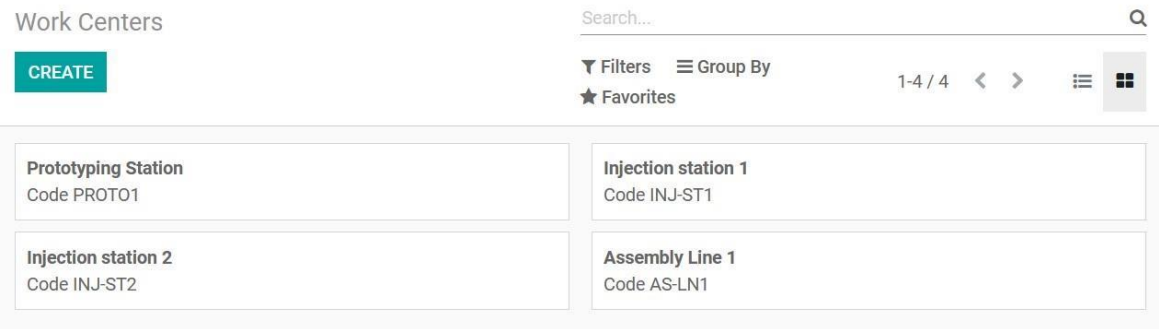 Work Centers
Search...
CREATE
Filters Group By
Favorites
1-4 / 4
Prototyping Station
Code PROTO1
Injection station 1
Code INJ-ST1
Injection station 2
Code INJ-ST2
Assembly Line 1
Code AS-LN1